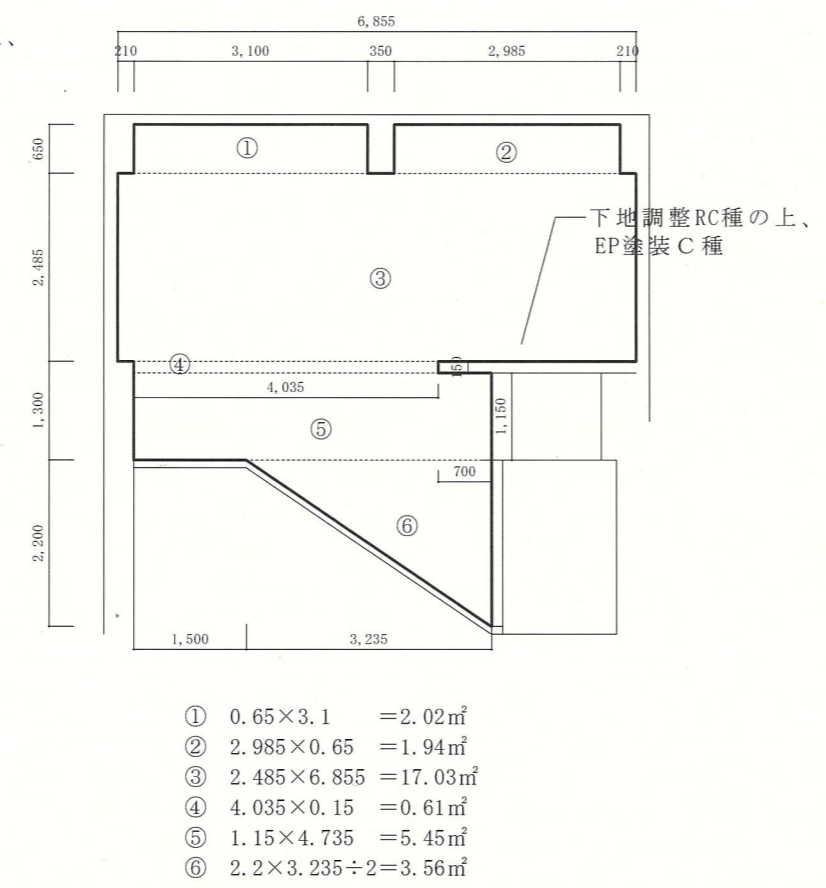 6,855
210 3,100 350 2,985 210
650
①
②
下地調整RC種の上、
EP塗装C種
2,485
③
④
150
4,035
1,300
⑤
1,150
700
⑥
2,200
1,500 3,235
① 0.65×3.1 =2.02㎡
② 2.985×0.65 =1.94㎡
③ 2.485×6.855 =17.03㎡
④ 4.035×0.15 =0.61㎡
⑤ 1.15×4.735 =5.45㎡
⑥ 2.2×3.235÷2=3.56㎡